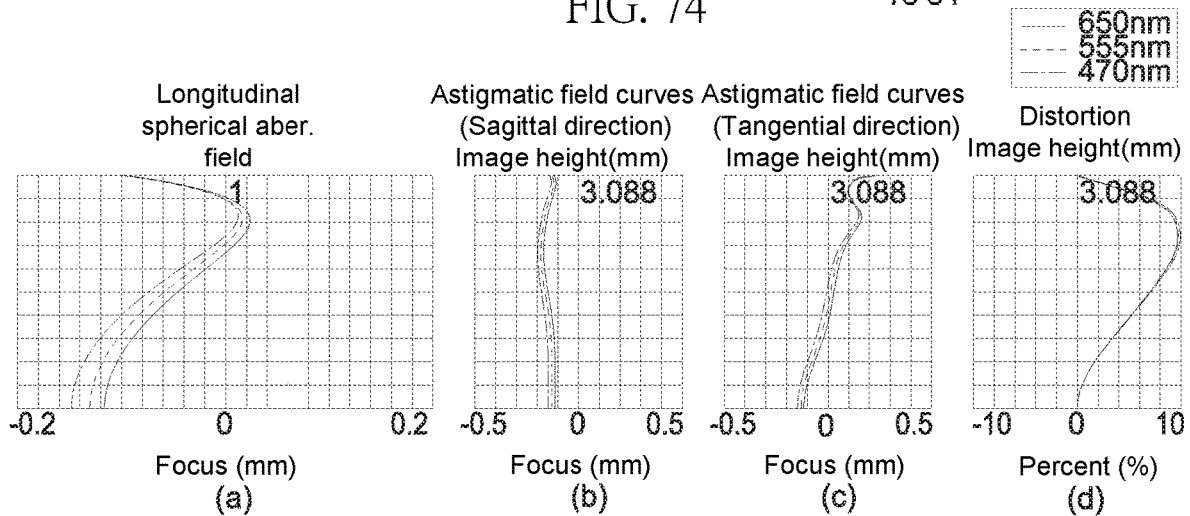 FIG. 74
650nm
555nm
470nm
Longitudinal
spherical aber.
field
Astigmatic field curves
(Sagittal direction)
Image height(mm)
Astigmatic field curves
(Tangential direction)
Image height(mm)
Distortion
Image height(mm)
1
3.088
3.088
3.088
-0.2 0 0.2
-0.5 0 0.5
-0.5 0 0.5
-10 0 10
Focus (mm)
Focus (mm)
Focus (mm)
Percent (%)
(a)
(b)
(c)
(d)